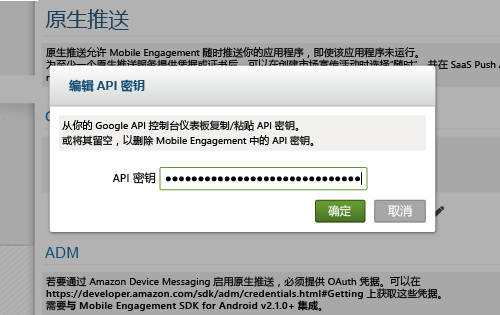 原生推送
原生推送允许 Mobile Engagement 随时推送你的应用程序，即使该应用程序未运行。
为至少一个原生推送服务提供凭据或证书后，可以在创建市场宣传活动时选择“随时”，并在 SaaS Push A
编辑 API 密钥
从你的 Google API 控制台仪表板复制/粘贴 API 密钥。
或将其留空，以删除 Mobile Engagement 中的 API 密钥。
API 密钥 ••••••••••••••••••••••••••••••
确定 取消
ADM
若要通过 Amazon Device Messaging 启用原生推送，必须提供 OAuth 凭据。可以在
https://developer.amazon.com/sdk/adm/credentials.html#Getting 上获取这些凭据。
需要与 Mobile Engagement SDK for Android v2.1.0+ 集成。